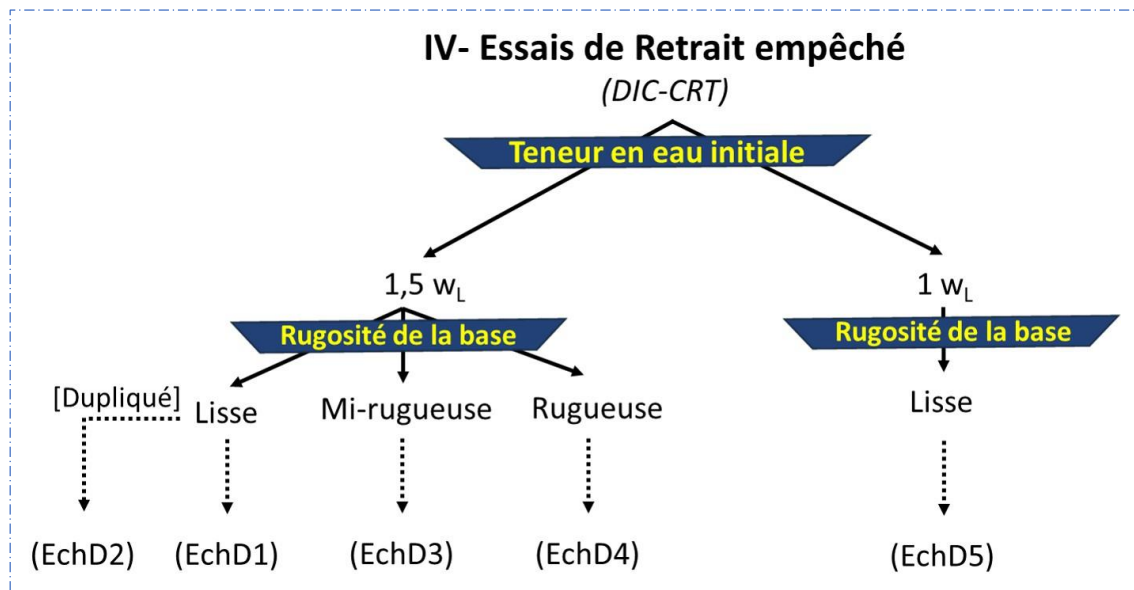 IV- Essais de Retrait empêché
(DIC-CRT)
Teneur en eau initiale
1,5 wL
1 wL
Rugosité de la base
Rugosité de la base
[Dupliqué]
Lisse
Mi-rugueuse
Rugueuse
Lisse
(EchD2)
(EchD1)
(EchD3)
(EchD4)
(EchD5)